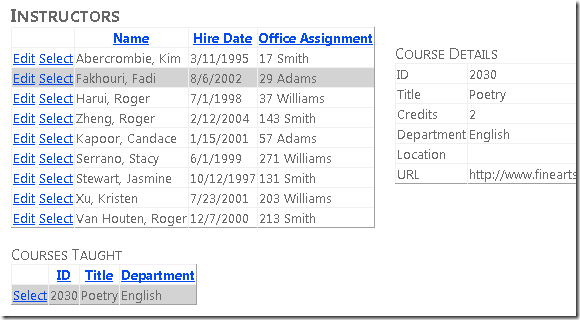 INSTRUCTORS
Name Hire Date Office Assignment
Edit Select Abercrombie, Kim 3/11/1995 17 Smith
Edit Select Fakhouri, Fadi 8/6/2002 29 Adams
Edit Select Harui, Roger 7/1/1998 37 Williams
Edit Select Zheng, Roger 2/12/2004 143 Smith
Edit Select Kapoor, Candace 1/15/2001 57 Adams
Edit Select Serrano, Stacy 6/1/1999 271 Williams
Edit Select Stewart, Jasmine 10/12/1997 131 Smith
Edit Select Xu, Kristen 7/23/2001 203 Williams
Edit Select Van Houten, Roger 12/7/2000 213 Smith
COURSES TAUGHT
ID Title Department
Select 2030 Poetry English
COURSE DETAILS
ID 2030
Title Poetry
Credits 2
Department English
Location
URL http://www.finearts